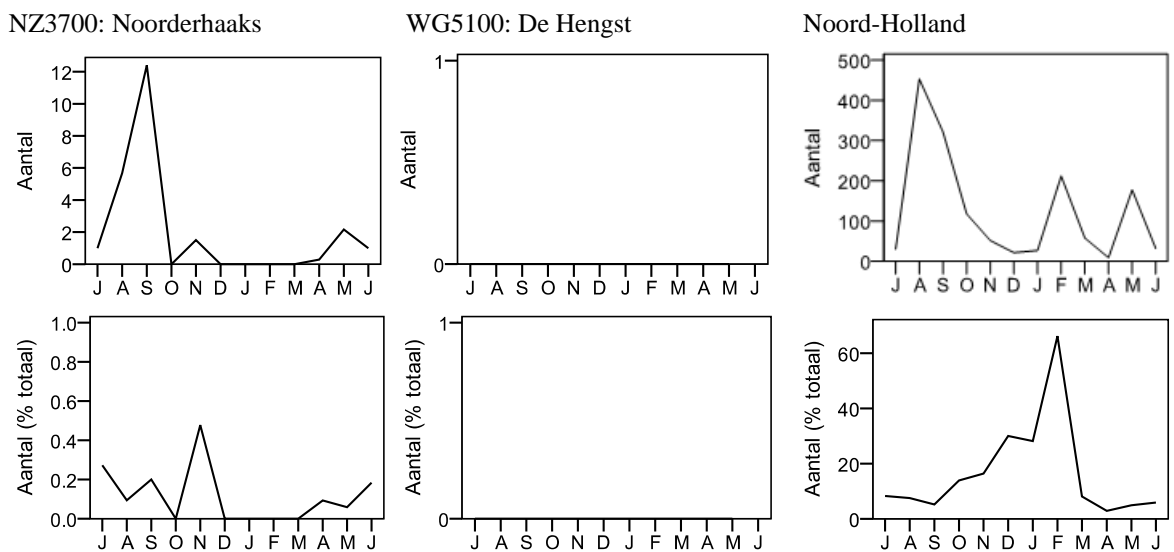 NZ3700: Noorderhaaks WG5100: De Hengst Noord-Holland
Aantal
12
10
8
6
4
2
0
J A S O N D J F M A M J
Aantal
1
0
J A S O N D J F M A M J
Aantal
500
400
300
200
100
0
J A S O N D J F M A M J
Aantal (% totaal)
1.0
0.8
0.6
0.4
0.2
0.0
J A S O N D J F M A M J
Aantal (% totaal)
1
0
J A S O N D J F M A M J
Aantal (% totaal)
60
40
20
0
J A S O N D J F M A M J